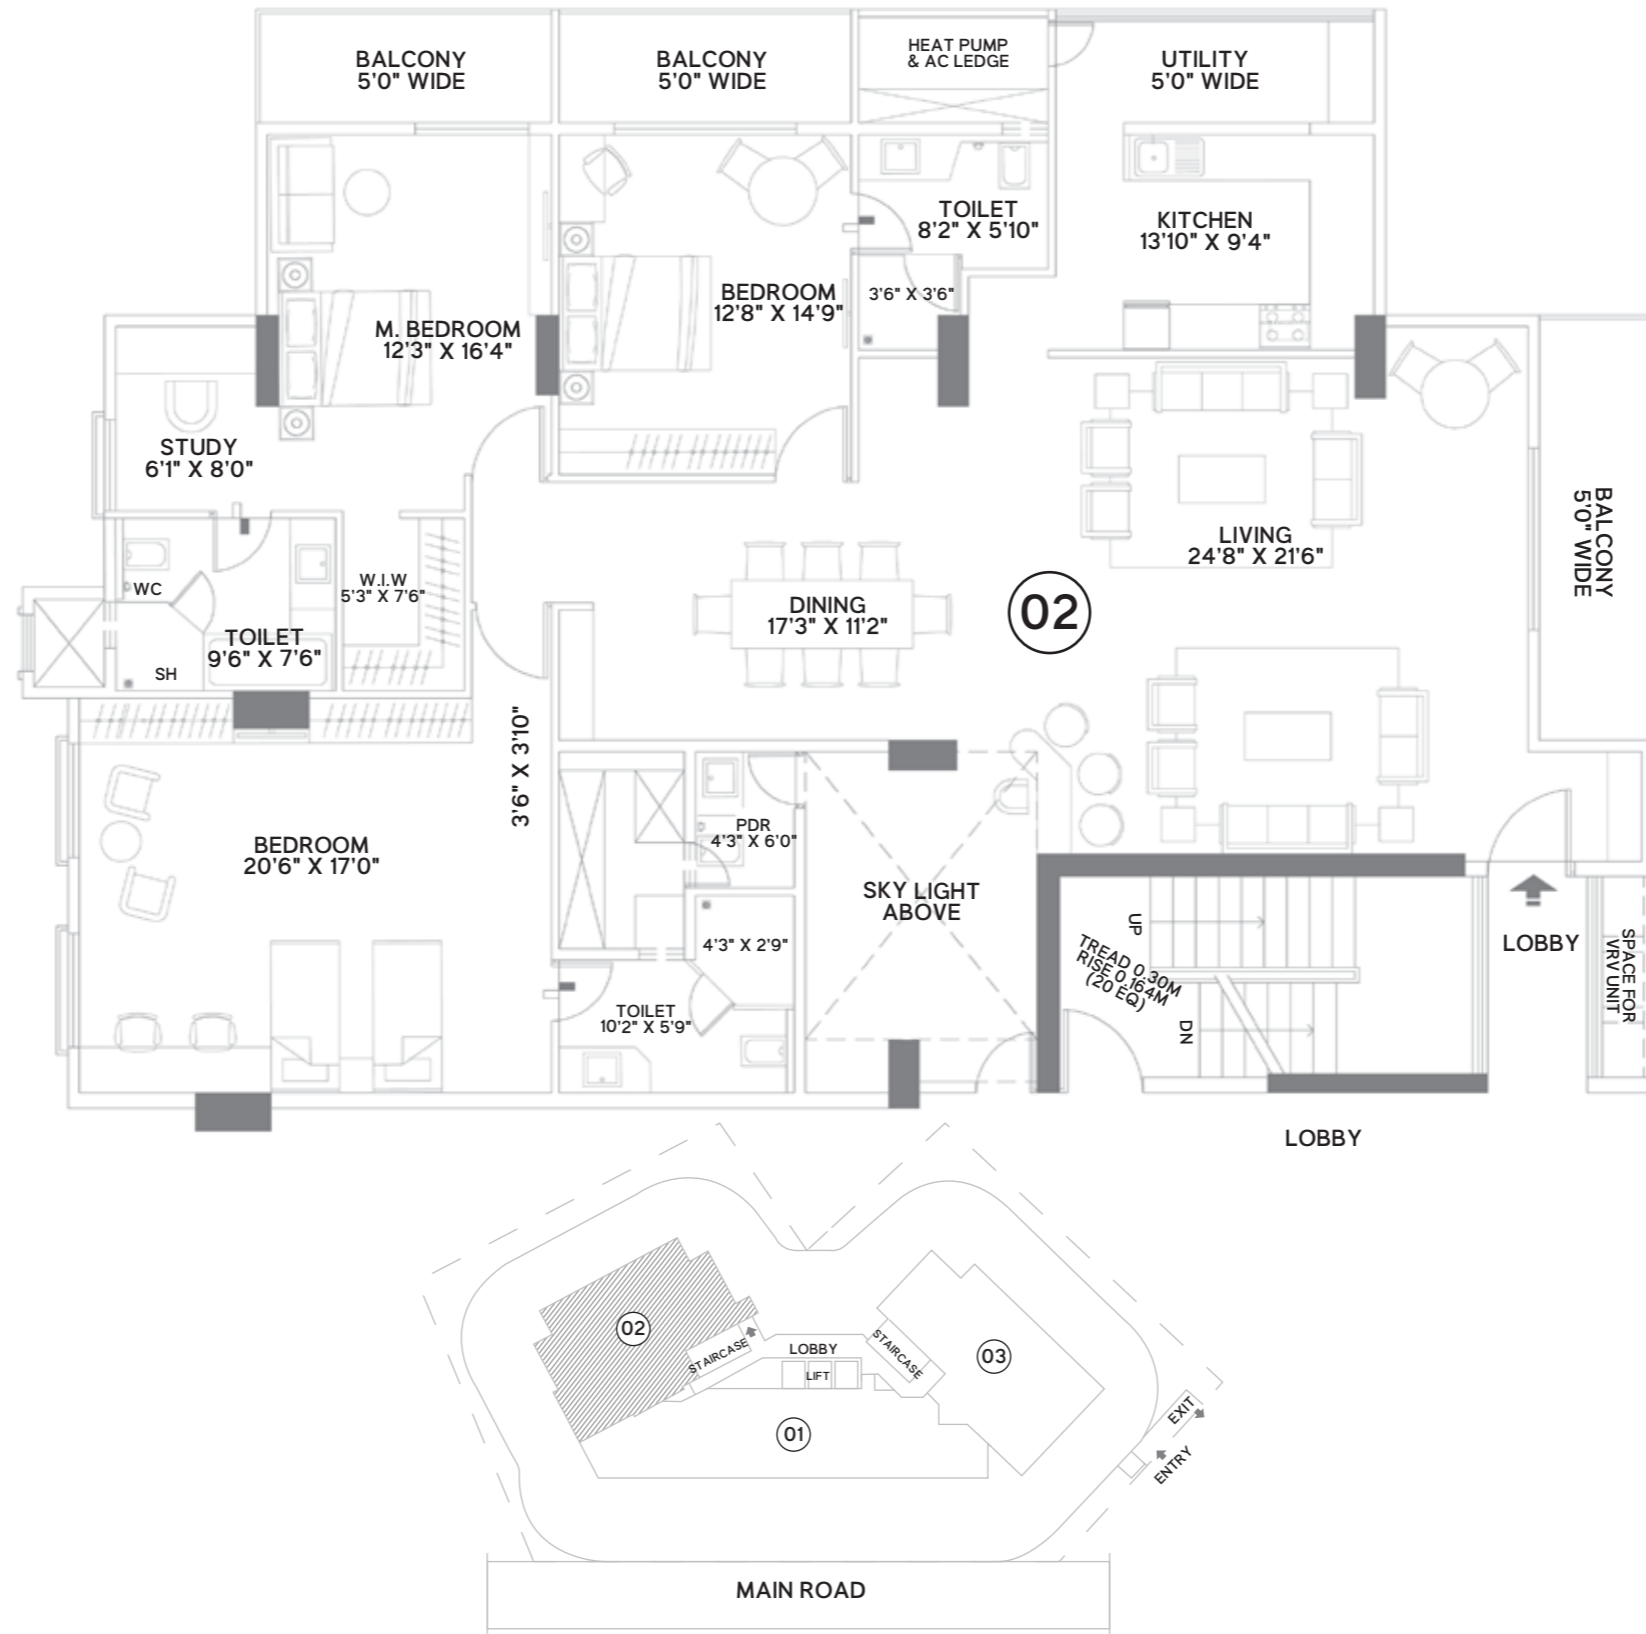 BALCONY
5'0" WIDE
BALCONY
5'0" WIDE
HEAT PUMP
& AC LEDGE
UTILITY
5'0" WIDE
TOILET
8'2" X 5'10"
KITCHEN
13'10" X 9'4"
3'6" X 3'6"
BEDROOM
12'8" X 14'9"
M. BEDROOM
12'3" X 16'4"
STUDY
6'1" X 8'0"
LIVING
24'8" X 21'6"
BALCONY
5'0" WIDE
WC
W.I.W
5'3" X 7'6"
DINING
17'3" X 11'2"
02
TOILET
9'6" X 7'6"
SH
3'6" X 3'10"
PDR
4'3" X 6'0"
BEDROOM
20'6" X 17'0"
SKY LIGHT
ABOVE
4'3" X 2'9"
UP
TREAD 0.30M
RISE 0.164M
(20 EQ)
DN
LOBBY
SPACE FOR
VRV UNIT
TOILET
10'2" X 5'9"
LOBBY
02
STAIRCASE
LOBBY
LIFT
STAIRCASE
03
01
EXIT
ENTRY
MAIN ROAD